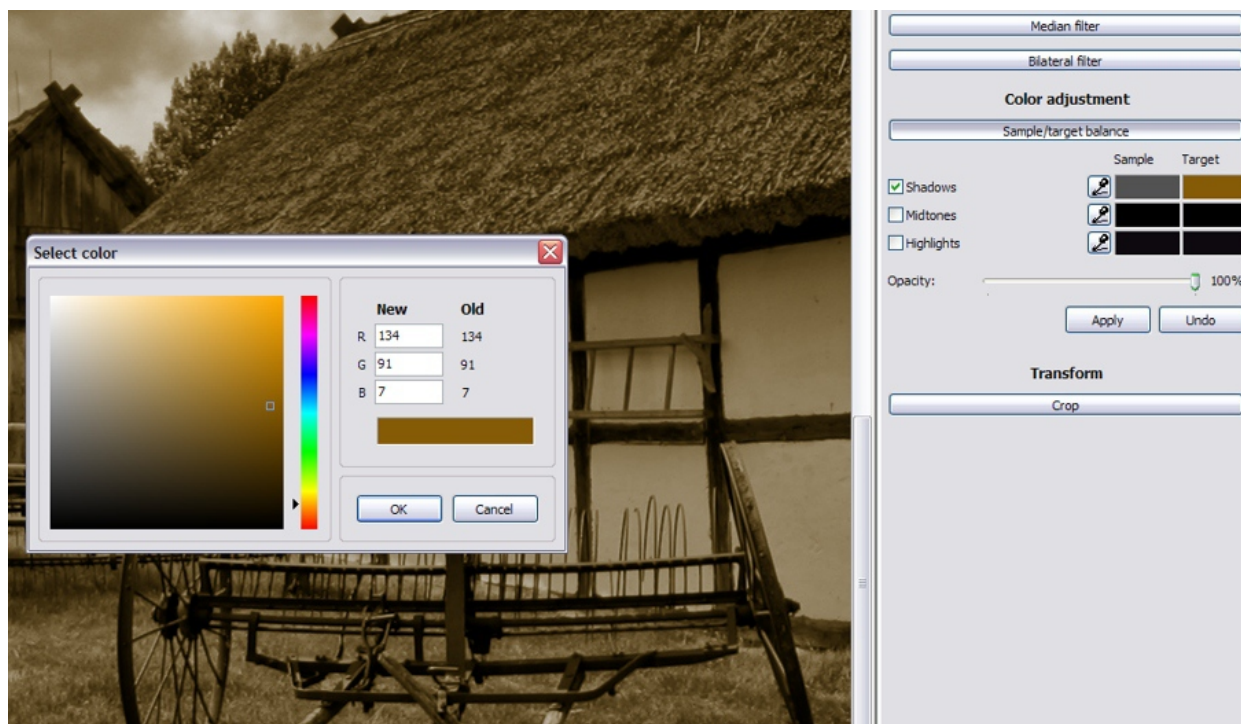 Median filter
Bilateral filter
Color adjustment
Sample/target balance
Sample Target
Shadows
Midtones
Highlights
Opacity: 100%
Apply Undo
Transform
Crop
Select color
New Old
R 134 134
G 91 91
B 7 7
OK Cancel